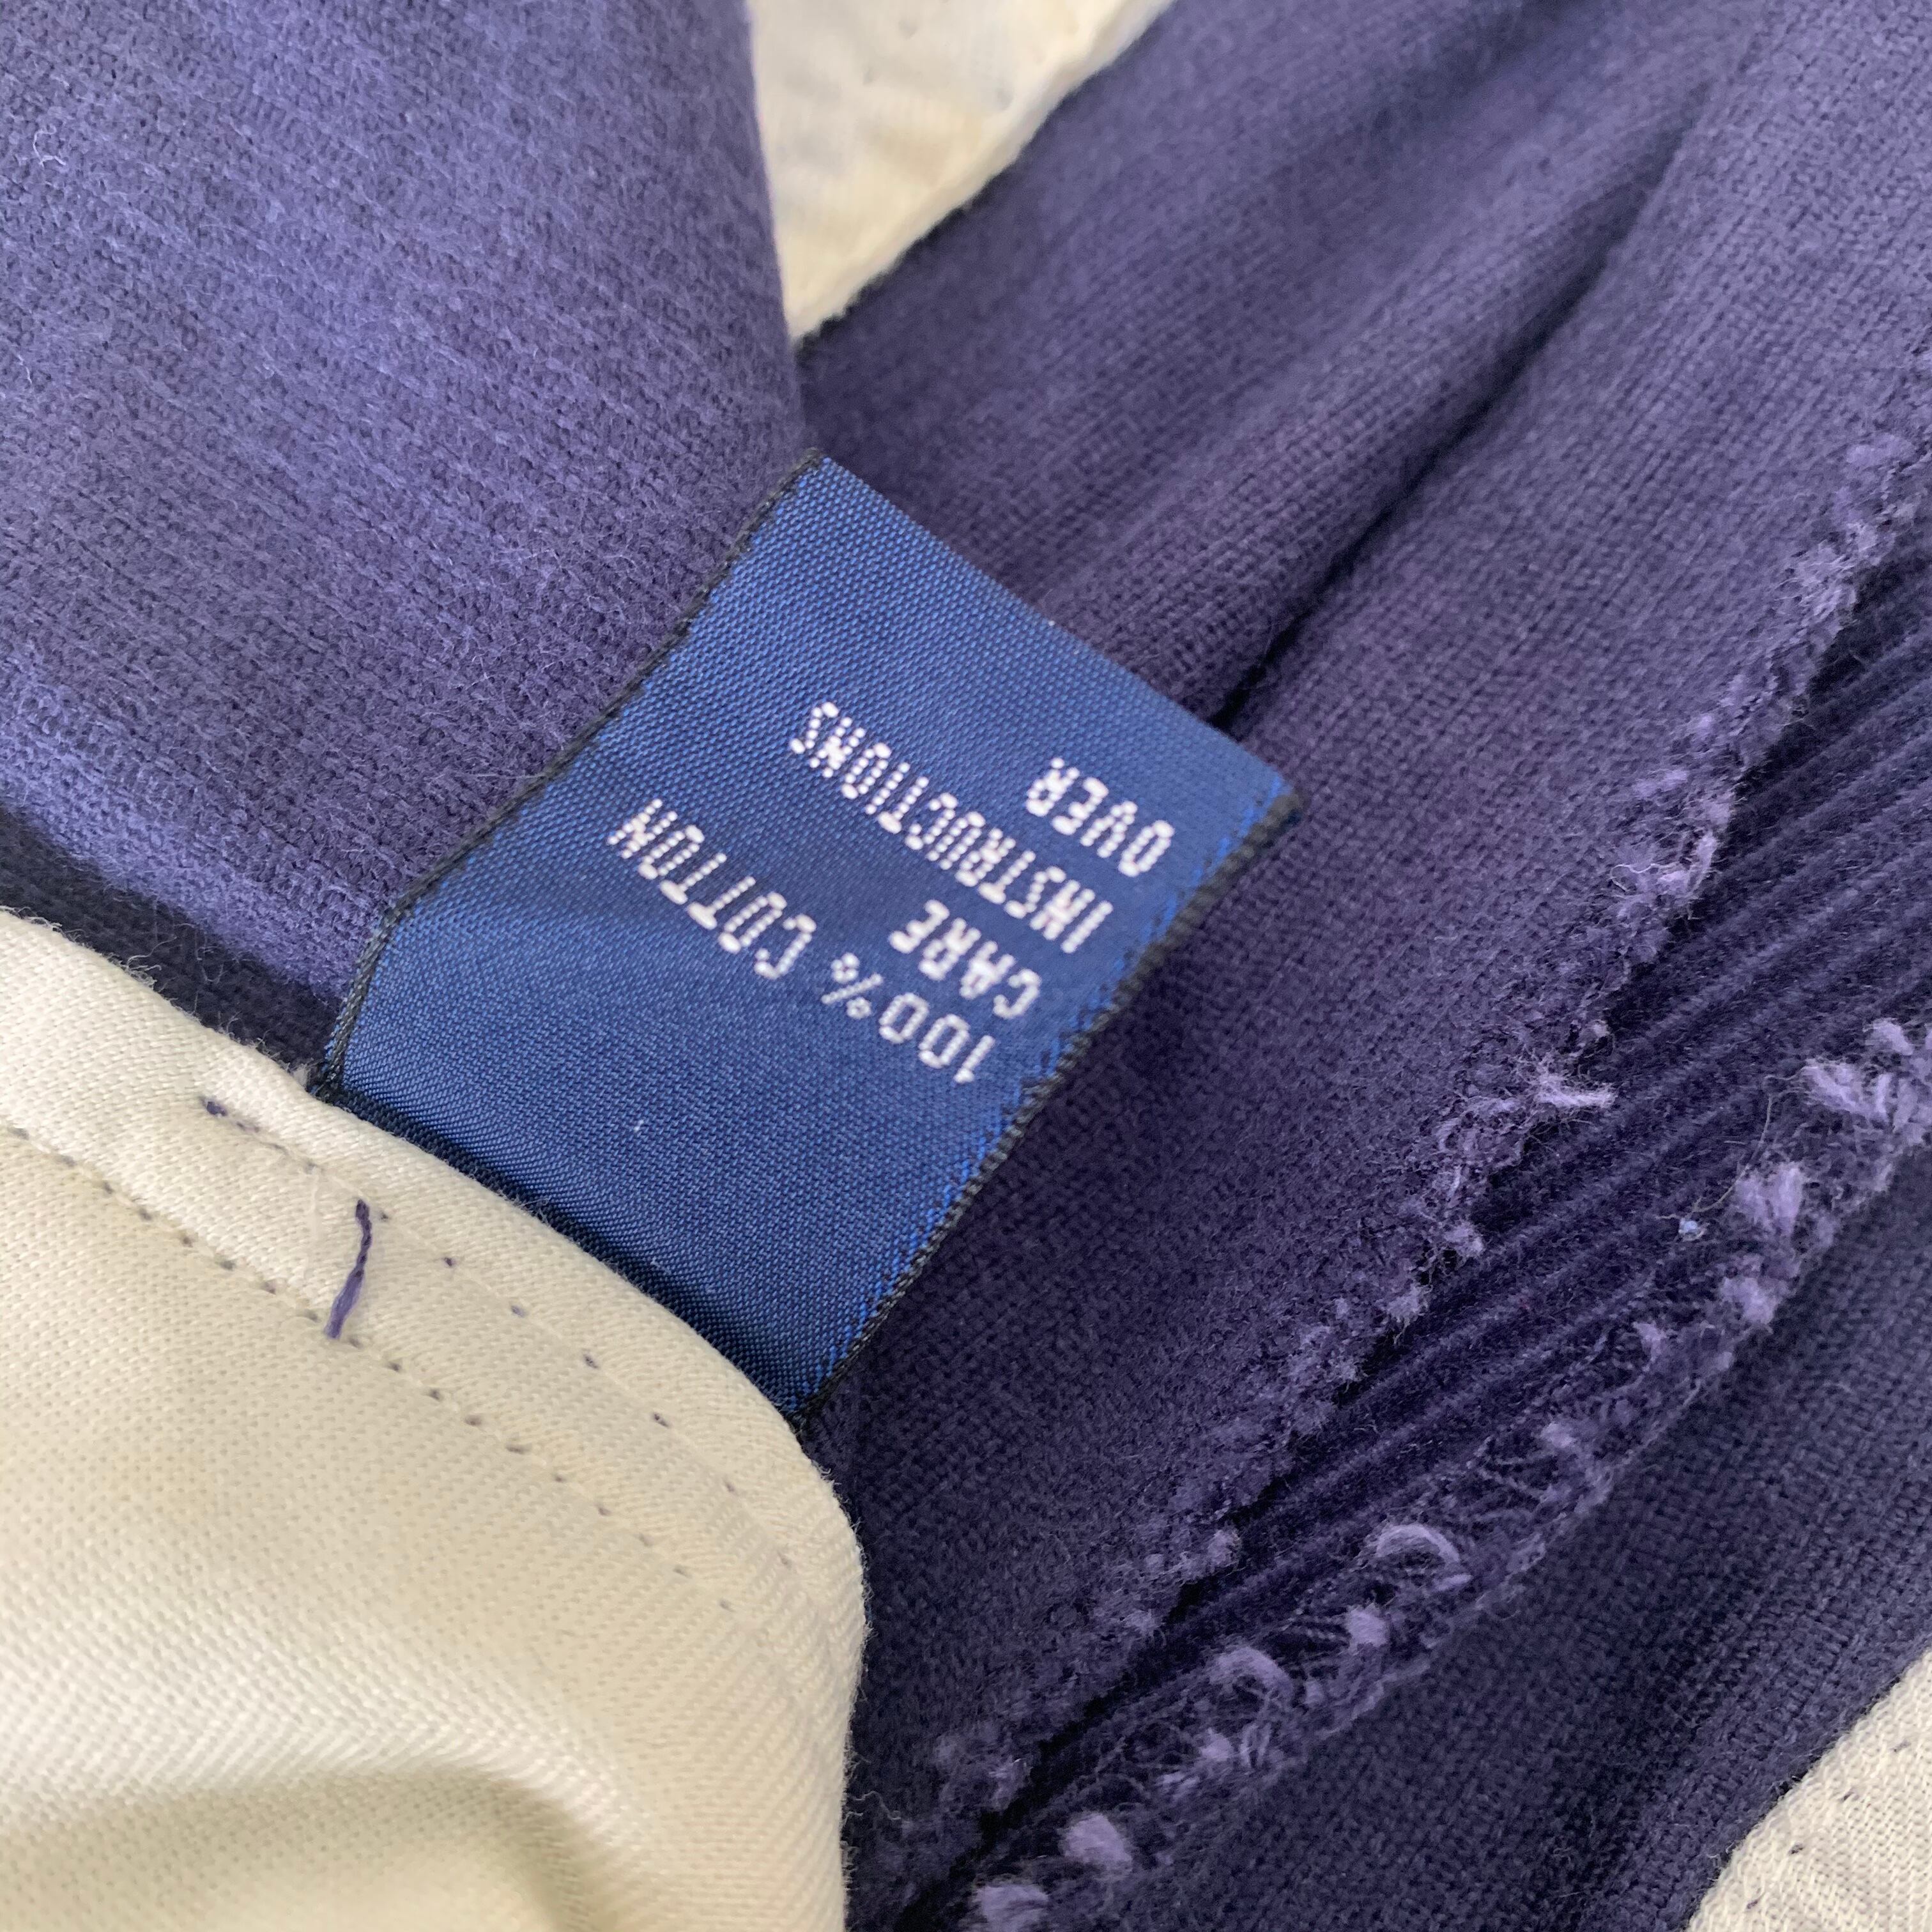 100% COTTON
CARE
INSTRUCTIONS
OVER